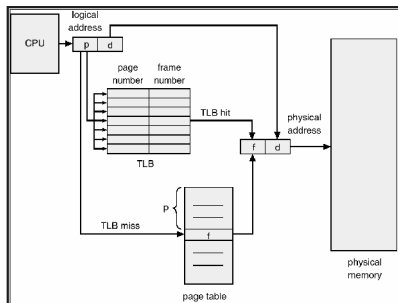 logical
address
CPU
p d
page
number
frame
number
TLB hit
physical
address
f d
TLB
p
TLB miss
f
physical
memory
page table